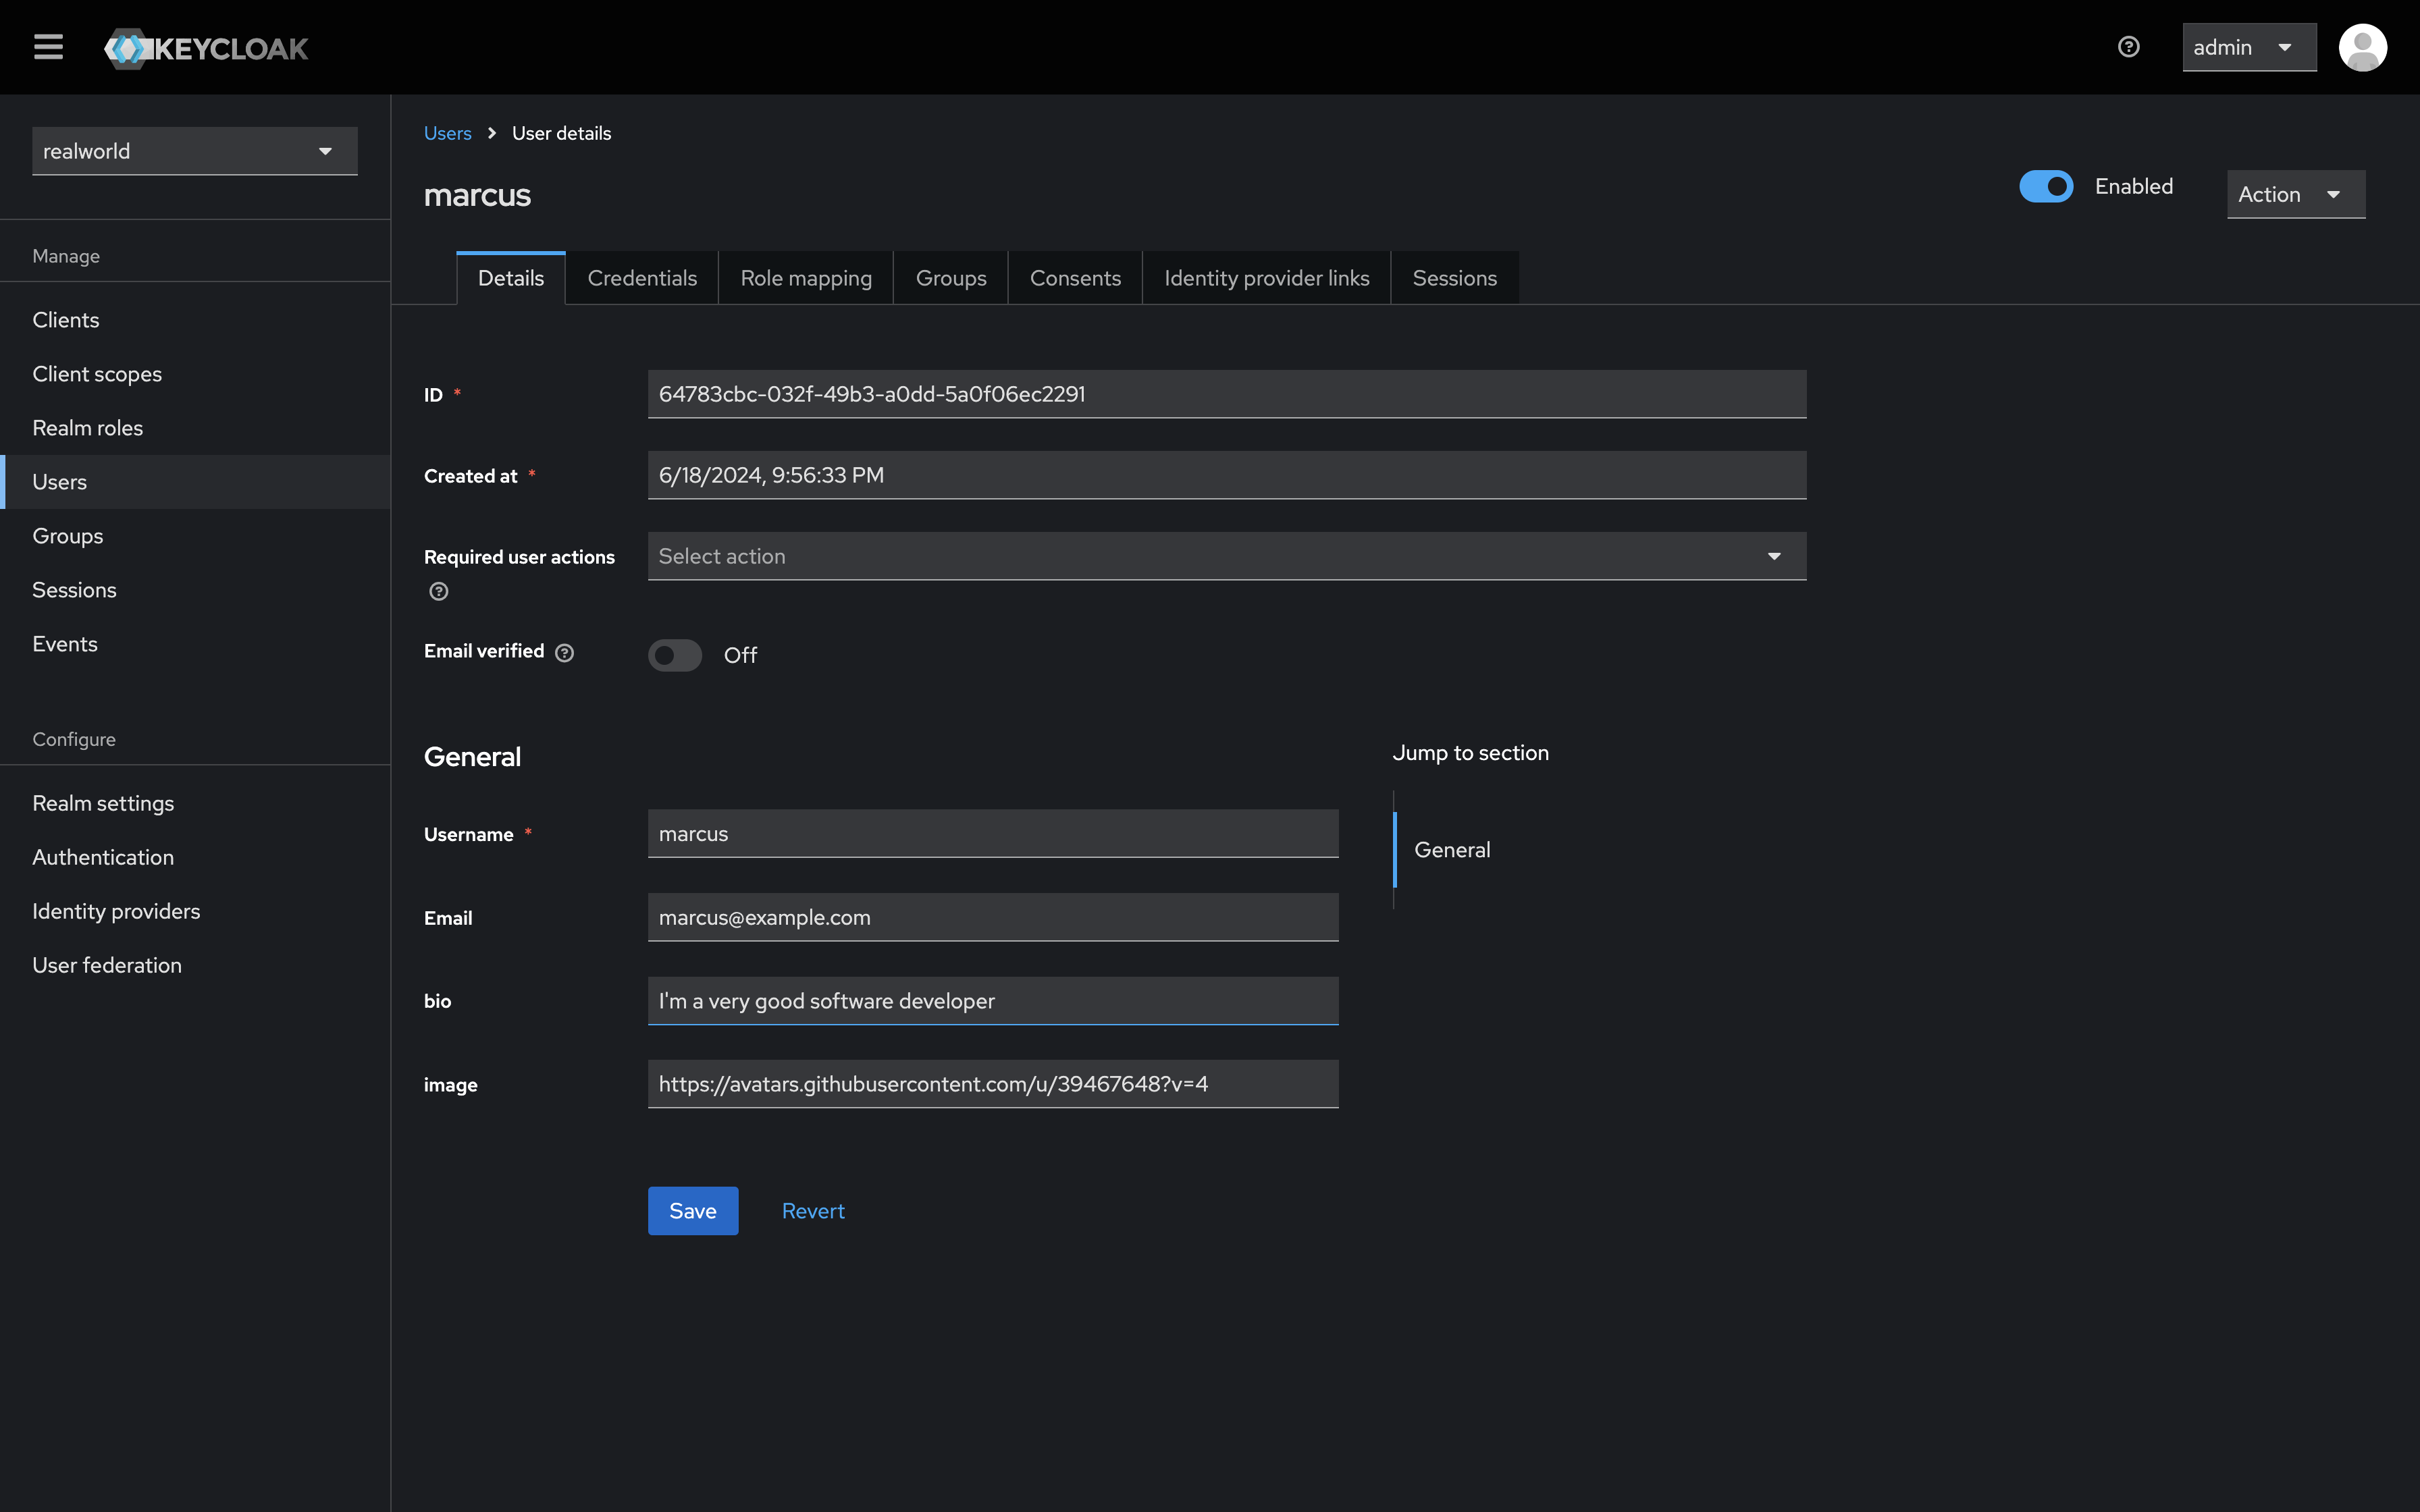 KEYCLOAK
admin
realworld
Manage
Clients
Client scopes
Realm roles
Users
Groups
Sessions
Events
Configure
Realm settings
Authentication
Identity providers
User federation
Users > User details
marcus
Enabled
Action
Details Credentials Role mapping Groups Consents Identity provider links Sessions
ID * 64783cbc-032f-49b3-a0dd-5a0f06ec2291
Created at * 6/18/2024, 9:56:33 PM
Required user actions Select action
Email verified Off
General
Username * marcus
Email marcus@example.com
bio I'm a very good software developer
image https://avatars.githubusercontent.com/u/39467648?v=4
Save Revert
Jump to section
General